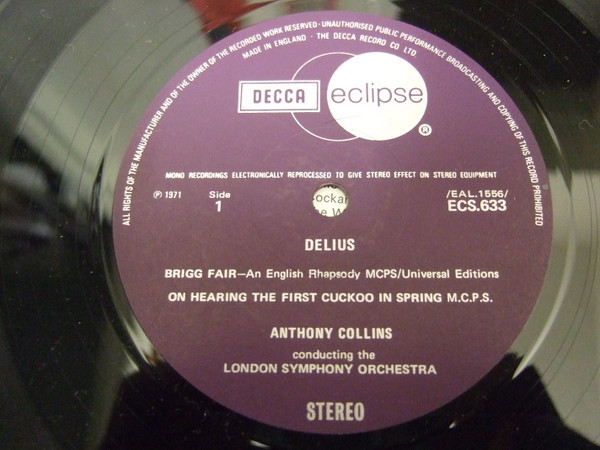 ALL RIGHTS OF THE MANUFACTURER AND OF THE OWNER OF THE RECORDED WORK RESERVED · UNAUTHORISED PUBLIC PERFORMANCE BROADCASTING AND COPYING OF THIS RECORD PROHIBITED
MADE IN ENGLAND · THE DECCA RECORD CO LTD.
DECCA eclipse ®
MONO RECORDINGS ELECTRONICALLY REPROCESSED TO GIVE STEREO EFFECT ON STEREO EQUIPMENT
℗ 1971 Side /EAL.1556/
1 ECS.633
DELIUS
BRIGG FAIR—An English Rhapsody MCPS/Universal Editions
ON HEARING THE FIRST CUCKOO IN SPRING M.C.P.S.
ANTHONY COLLINS
conducting the
LONDON SYMPHONY ORCHESTRA
STEREO